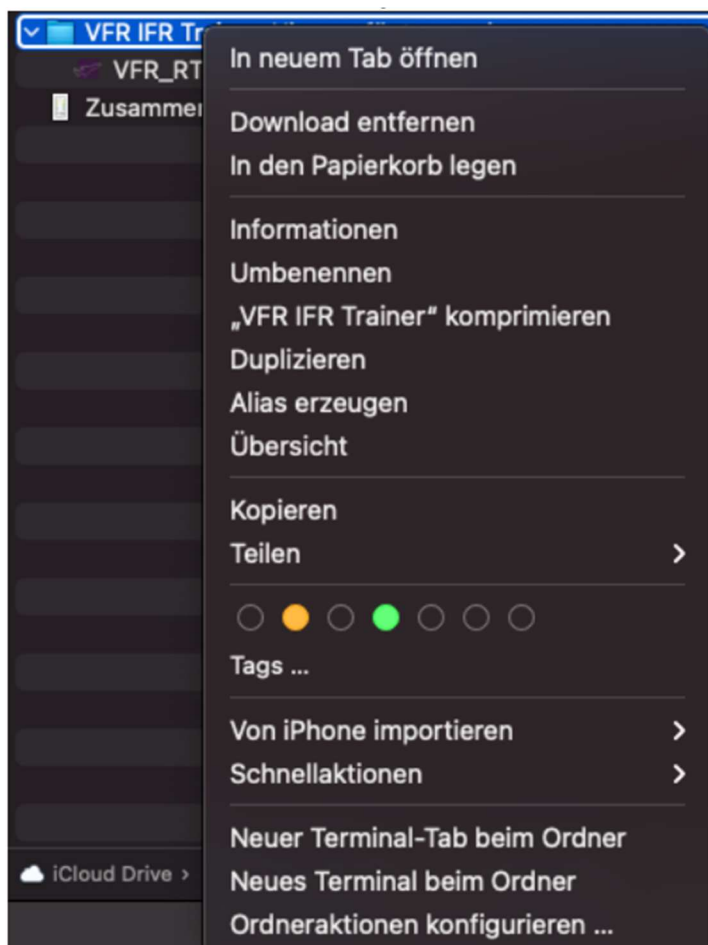 VFR IFR Tr
In neuem Tab öffnen
VFR_RT
Zusammer
Download entfernen
In den Papierkorb legen
Informationen
Umbenennen
„VFR IFR Trainer“ komprimieren
Duplizieren
Alias erzeugen
Übersicht
Kopieren
Teilen
Tags ...
Von iPhone importieren
Schnellaktionen
Neuer Terminal-Tab beim Ordner
iCloud Drive ›
Neues Terminal beim Ordner
Ordneraktionen konfigurieren ...